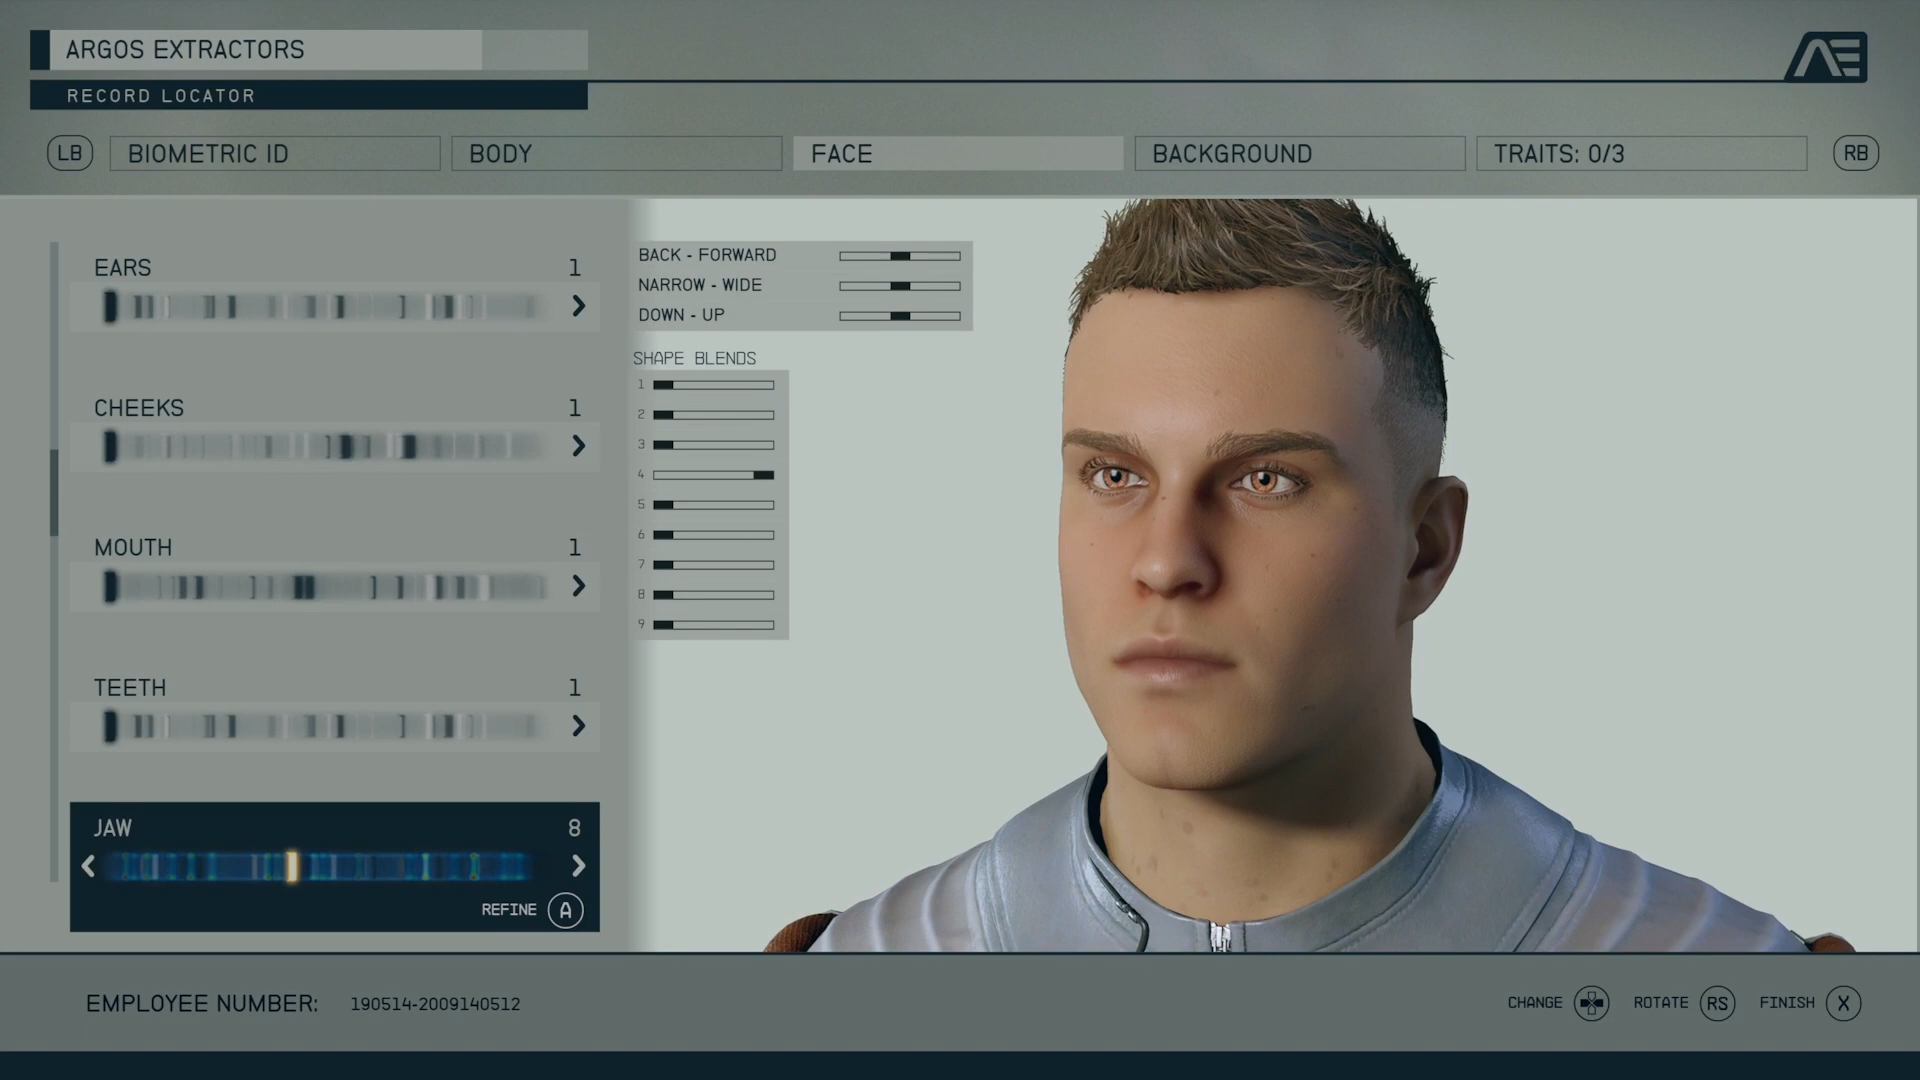 ARGOS EXTRACTORS
RECORD LOCATOR
AE
LB
BIOMETRIC ID
BODY
FACE
BACKGROUND
TRAITS: 0/3
RB
EARS
1
CHEEKS
1
MOUTH
1
TEETH
1
JAW
8
REFINE A
BACK - FORWARD
NARROW - WIDE
DOWN - UP
SHAPE BLENDS
1
2
3
4
5
6
7
8
9
EMPLOYEE NUMBER: 190514-2009140512
CHANGE
ROTATE RS
FINISH X